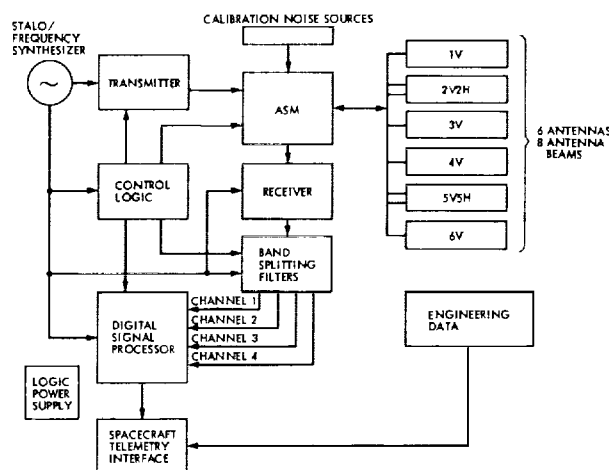 STALO/
FREQUENCY
SYNTHESIZER
CALIBRATION NOISE SOURCES
TRANSMITTER
ASM
1V
2V2H
3V
4V
5V5H
6V
6 ANTENNAS
8 ANTENNA
BEAMS
CONTROL
LOGIC
RECEIVER
BAND
SPLITTING
FILTERS
CHANNEL 1
CHANNEL 2
CHANNEL 3
CHANNEL 4
DIGITAL
SIGNAL
PROCESSOR
ENGINEERING
DATA
LOGIC
POWER
SUPPLY
SPACECRAFT
TELEMETRY
INTERFACE